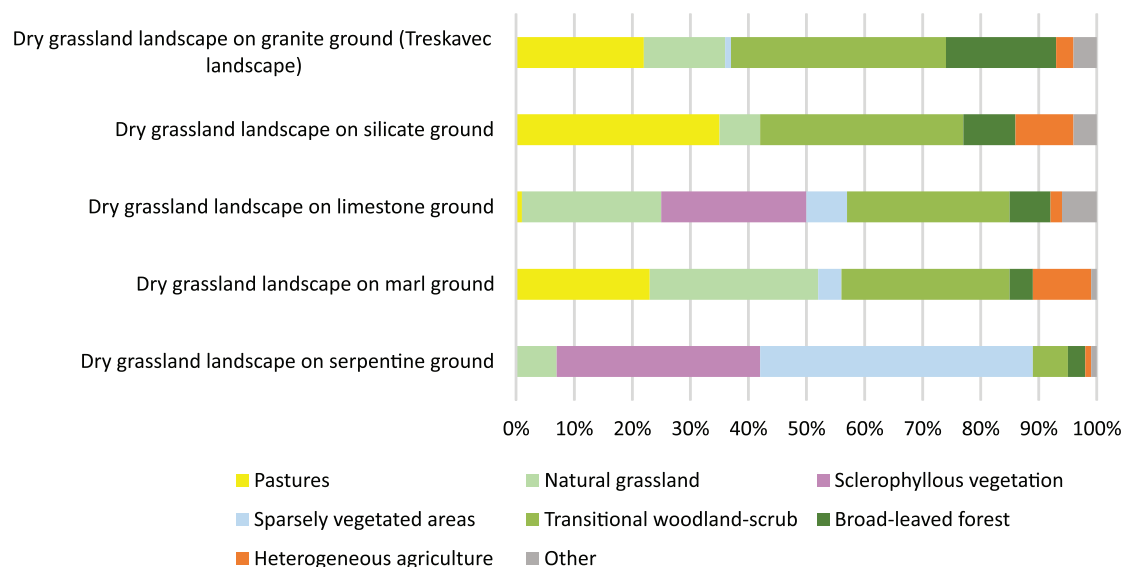 Dry grassland landscape on granite ground (Treskavec
landscape)
Dry grassland landscape on silicate ground
Dry grassland landscape on limestone ground
Dry grassland landscape on marl ground
Dry grassland landscape on serpentine ground
0% 10% 20% 30% 40% 50% 60% 70% 80% 90% 100%
Pastures Natural grassland Sclerophyllous vegetation
Sparsely vegetated areas Transitional woodland-scrub Broad-leaved forest
Heterogeneous agriculture Other